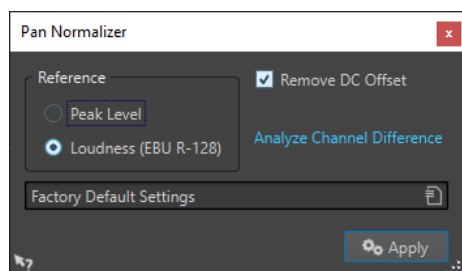 Pan Normalizer
x
Reference
Peak Level
Loudness (EBU R-128)
Remove DC Offset
Analyze Channel Difference
Factory Default Settings
Apply
?